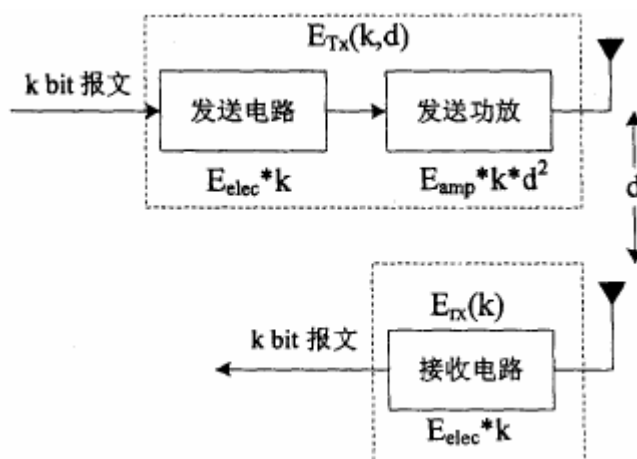 E_Tx(k,d)
k bit 报文
发送电路
发送功放
E_elec*k
E_amp*k*d²
d
E_rx(k)
k bit 报文
接收电路
E_elec*k